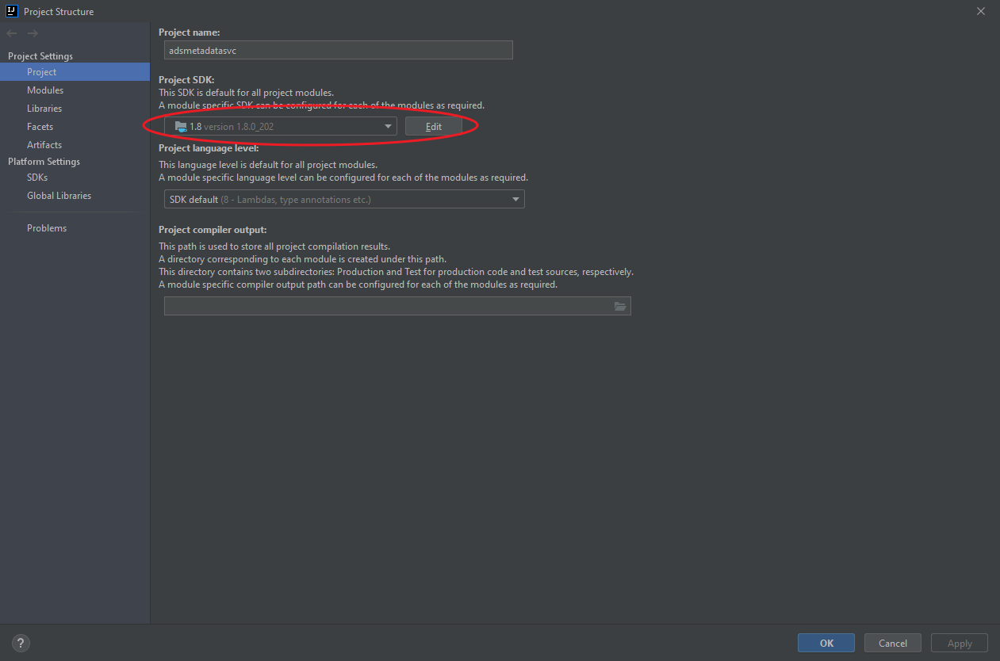 IJ Project Structure
Project Settings
Project
Modules
Libraries
Facets
Artifacts
Platform Settings
SDKs
Global Libraries
Problems
Project name:
adsmetadatasvc
Project SDK:
This SDK is default for all project modules.
A module specific SDK can be configured for each of the modules as required.
1.8 version 1.8.0_202
Edit
Project language level:
This language level is default for all project modules.
A module specific language level can be configured for each of the modules as required.
SDK default (8 - Lambdas, type annotations etc.)
Project compiler output:
This path is used to store all project compilation results.
A directory corresponding to each module is created under this path.
This directory contains two subdirectories: Production and Test for production code and test sources, respectively.
A module specific compiler output path can be configured for each of the modules as required.
?
OK
Cancel
Apply